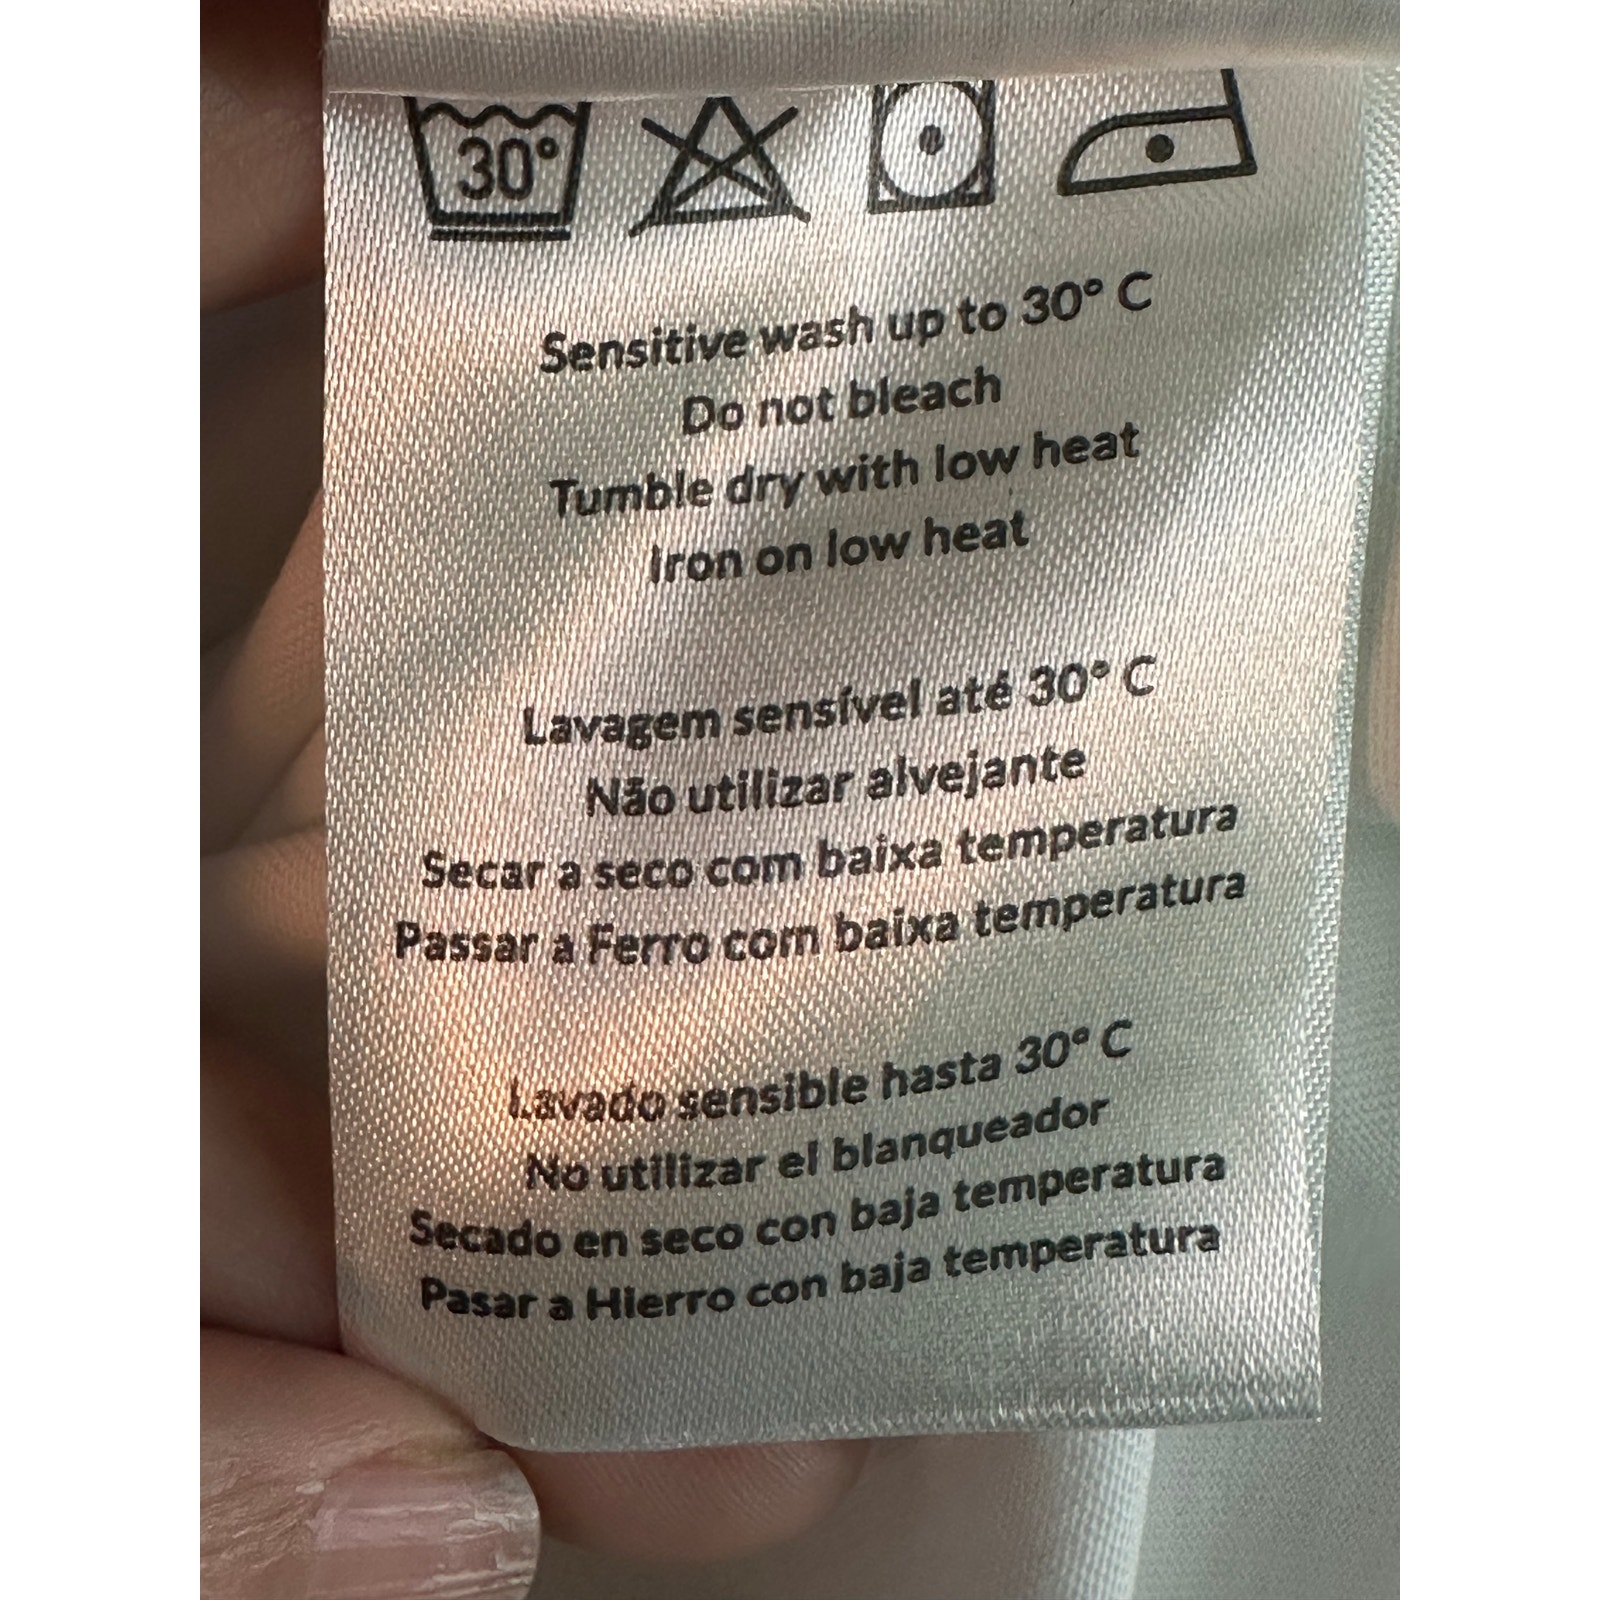 30°
Sensitive wash up to 30° C
Do not bleach
Tumble dry with low heat
Iron on low heat
Lavagem sensível até 30° C
Não utilizar alvejante
Secar a seco com baixa temperatura
Passar a Ferro com baixa temperatura
Lavado sensible hasta 30° C
No utilizar el blanqueador
Secado en seco con baja temperatura
Pasar a Hierro con baja temperatura